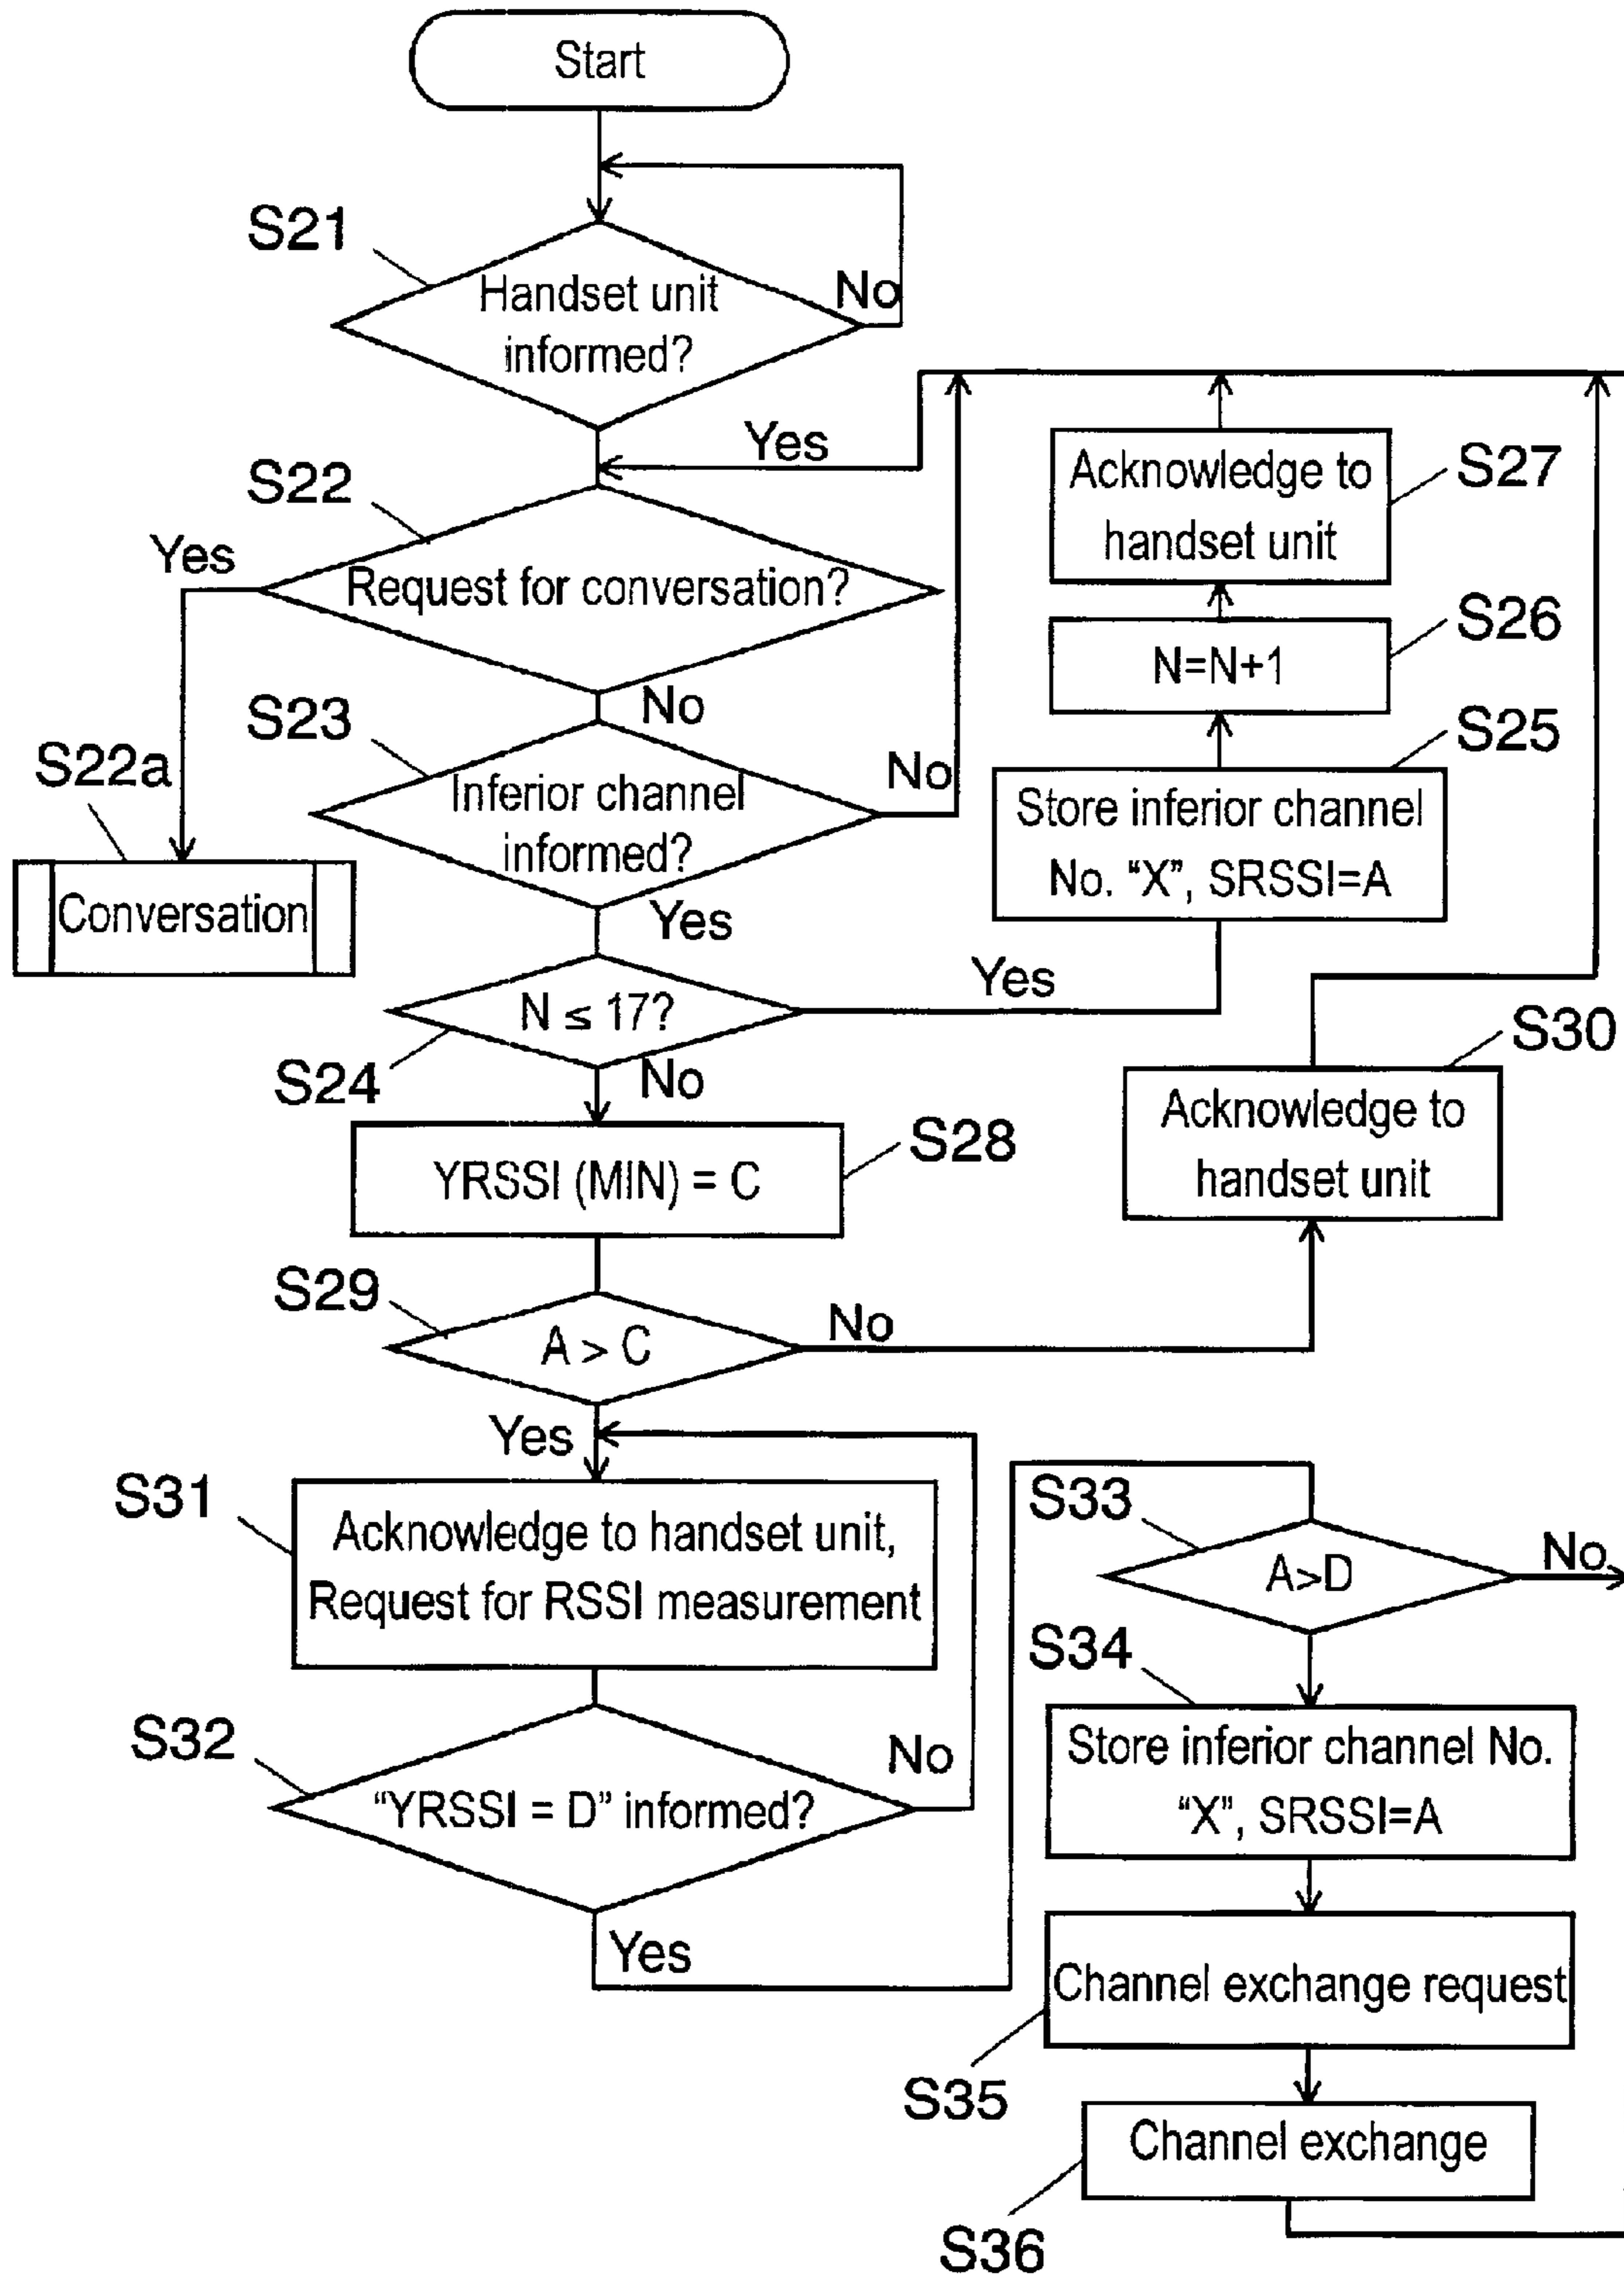 Start
S21
Handset unit
informed?
No
Yes
S22
Request for conversation?
Yes
No
S22a
Conversation
S23
Inferior channel
informed?
No
Yes
S24
N ≤ 17?
Yes
No
S25
Store inferior channel
No. “X”, SRSSI=A
S26
N=N+1
S27
Acknowledge to
handset unit
S28
YRSSI (MIN) = C
S29
A > C
No
Yes
S30
Acknowledge to
handset unit
S31
Acknowledge to handset unit,
Request for RSSI measurement
S32
“YRSSI = D” informed?
No
Yes
S33
A>D
No
S34
Store inferior channel No.
“X”, SRSSI=A
S35
Channel exchange request
S36
Channel exchange